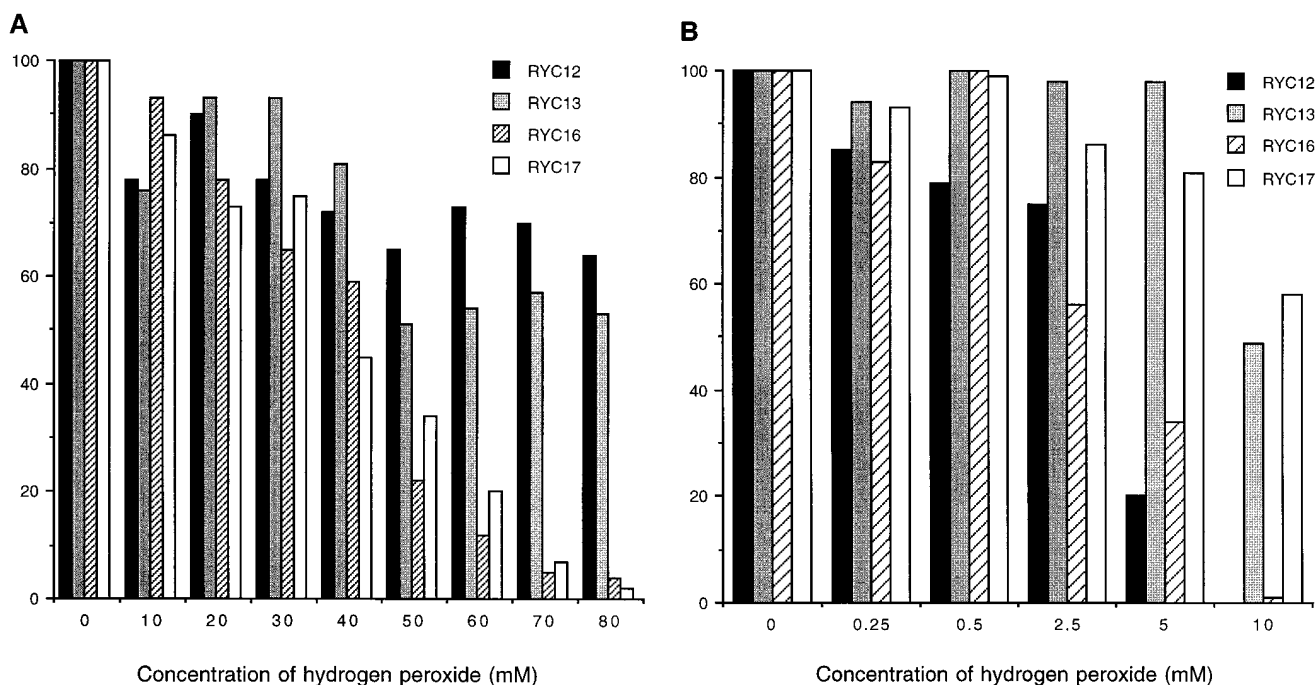 A
100
80
60
40
20
0
RYC12
RYC13
RYC16
RYC17
0 10 20 30 40 50 60 70 80
Concentration of hydrogen peroxide (mM)
B
100
80
60
40
20
0
RYC12
RYC13
RYC16
RYC17
0 0.25 0.5 2.5 5 10
Concentration of hydrogen peroxide (mM)